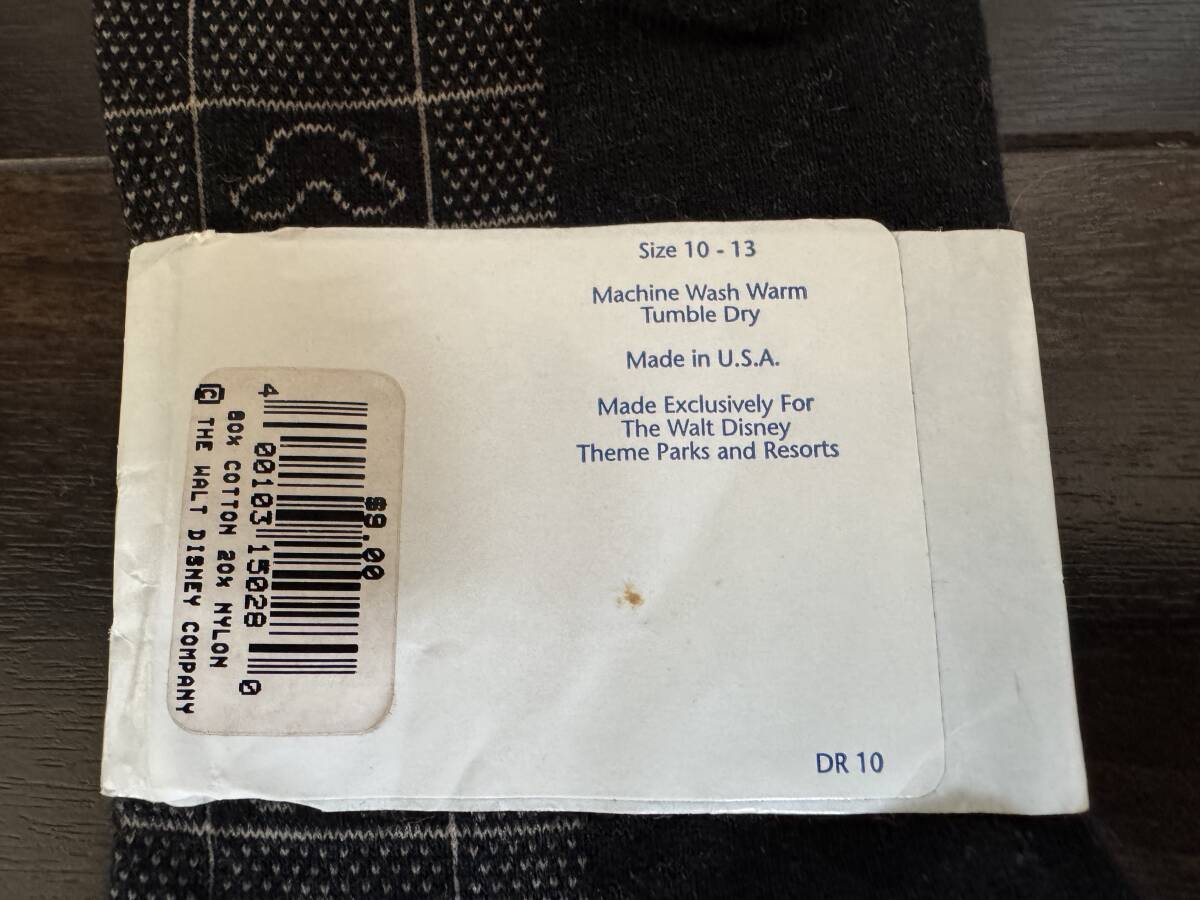 Size 10 - 13
Machine Wash Warm
Tumble Dry
Made in U.S.A.
Made Exclusively For
The Walt Disney
Theme Parks and Resorts
DR 10
$9.00
4 00103 15028 0
80% COTTON 20% NYLON
© THE WALT DISNEY COMPANY